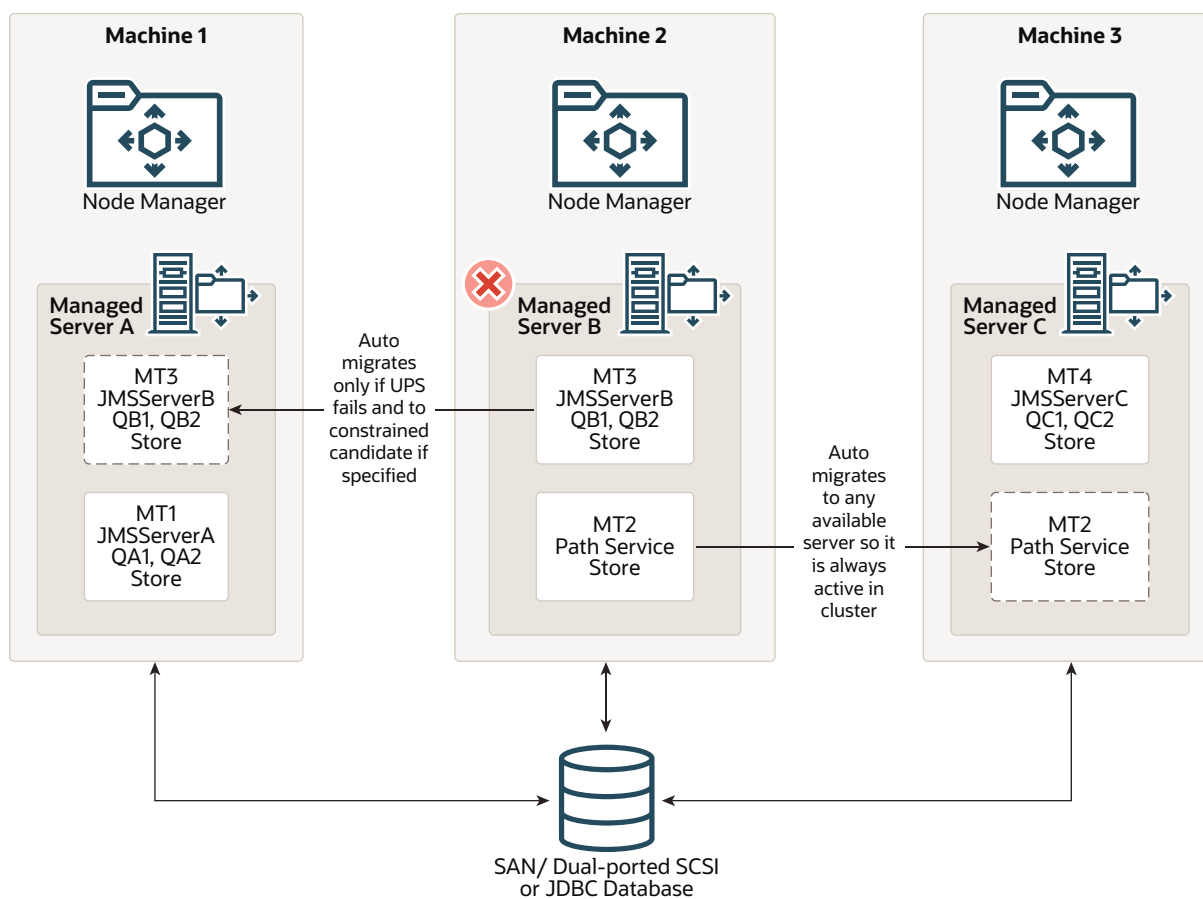 Machine 1
Node Manager
Managed
Server A
MT3
JMSServerB
QB1, QB2
Store
MT1
JMSServerA
QA1, QA2
Store
Auto
migrates
only if UPS
fails and to
constrained
candidate if
specified
Machine 2
Node Manager
Managed
Server B
MT3
JMSServerB
QB1, QB2
Store
MT2
Path Service
Store
Auto
migrates
to any
available
server so it
is always
active in
cluster
Machine 3
Node Manager
Managed
Server C
MT4
JMSServerC
QC1, QC2
Store
MT2
Path Service
Store
SAN/ Dual-ported SCSI
or JDBC Database